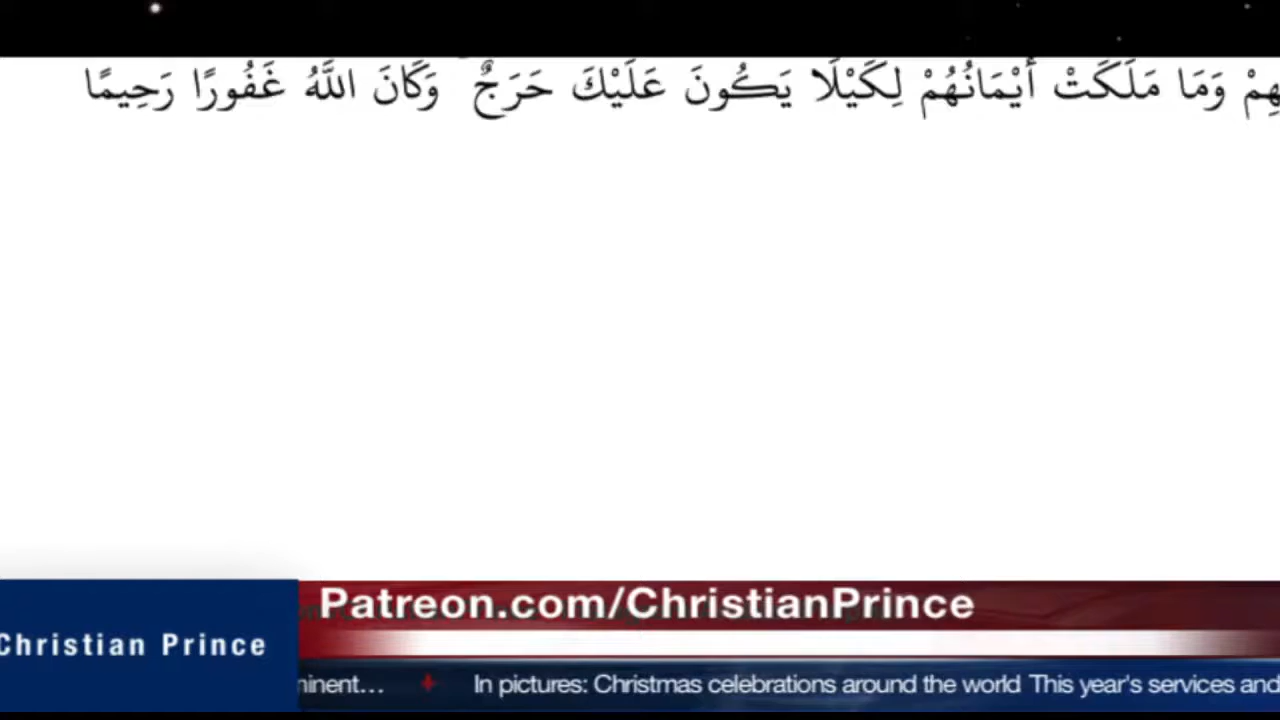 هِمْ وَمَا مَلَكَتْ أَيْمَانُهُمْ لِكَيْلَا يَكُونَ عَلَيْكَ حَرَجٌ وَكَانَ اللَّهُ غَفُورًا رَحِيمًا
Patreon.com/ChristianPrince
Christian Prince
ninent... In pictures: Christmas celebrations around the world This year's services and